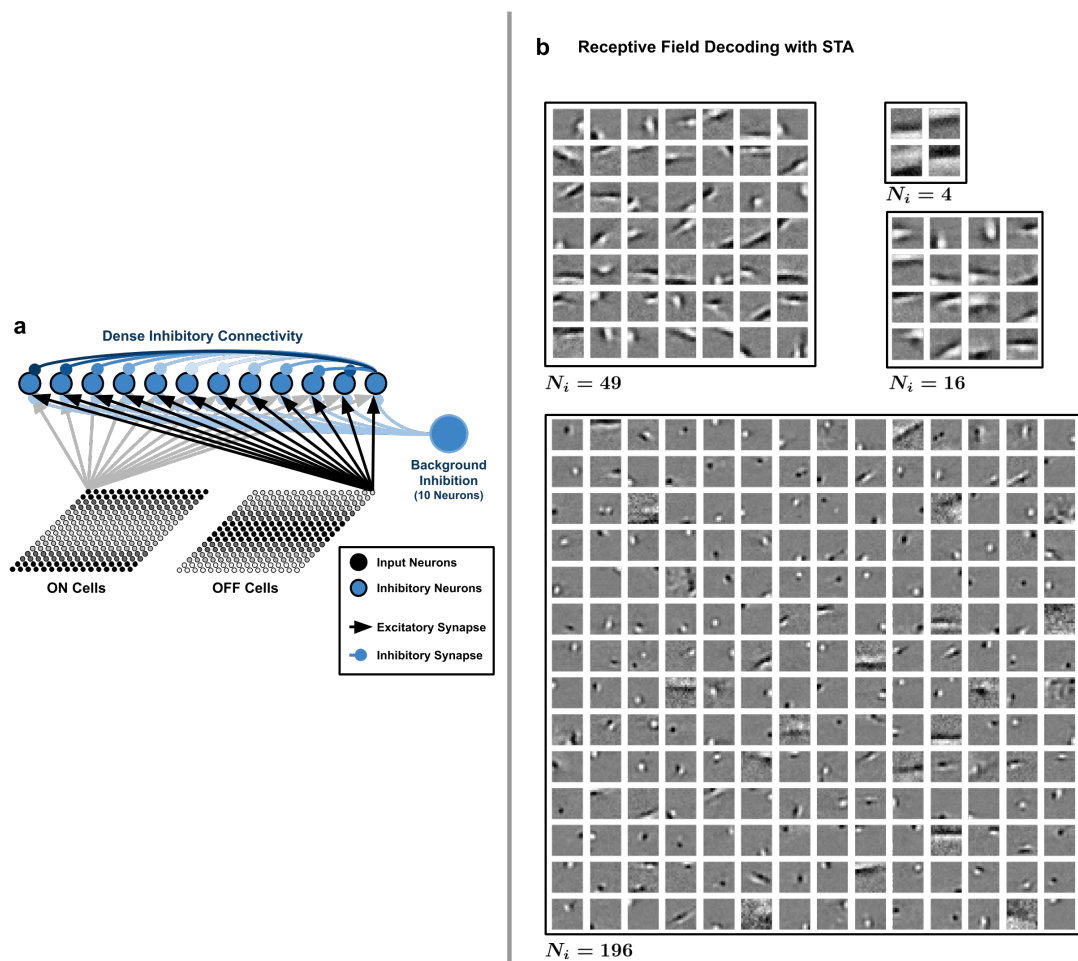 a
Dense Inhibitory Connectivity
Background
Inhibition
(10 Neurons)
ON Cells
OFF Cells
Input Neurons
Inhibitory Neurons
Excitatory Synapse
Inhibitory Synapse
b Receptive Field Decoding with STA
N_i = 49
N_i = 4
N_i = 16
N_i = 196